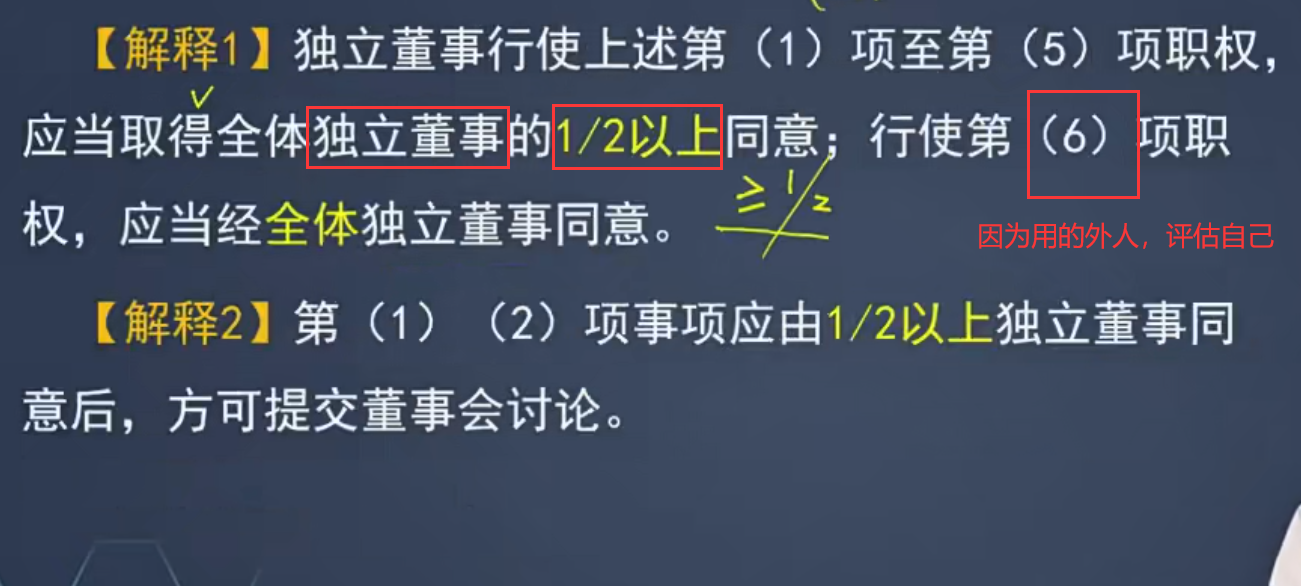 【解释1】独立董事行使上述第（1）项至第（5）项职权，
应当取得全体独立董事的1/2以上同意；行使第（6）项职
≥1/2
权，应当经全体独立董事同意。
因为用的外人，评估自己
【解释2】第（1）（2）项事项应由1/2以上独立董事同
意后，方可提交董事会讨论。